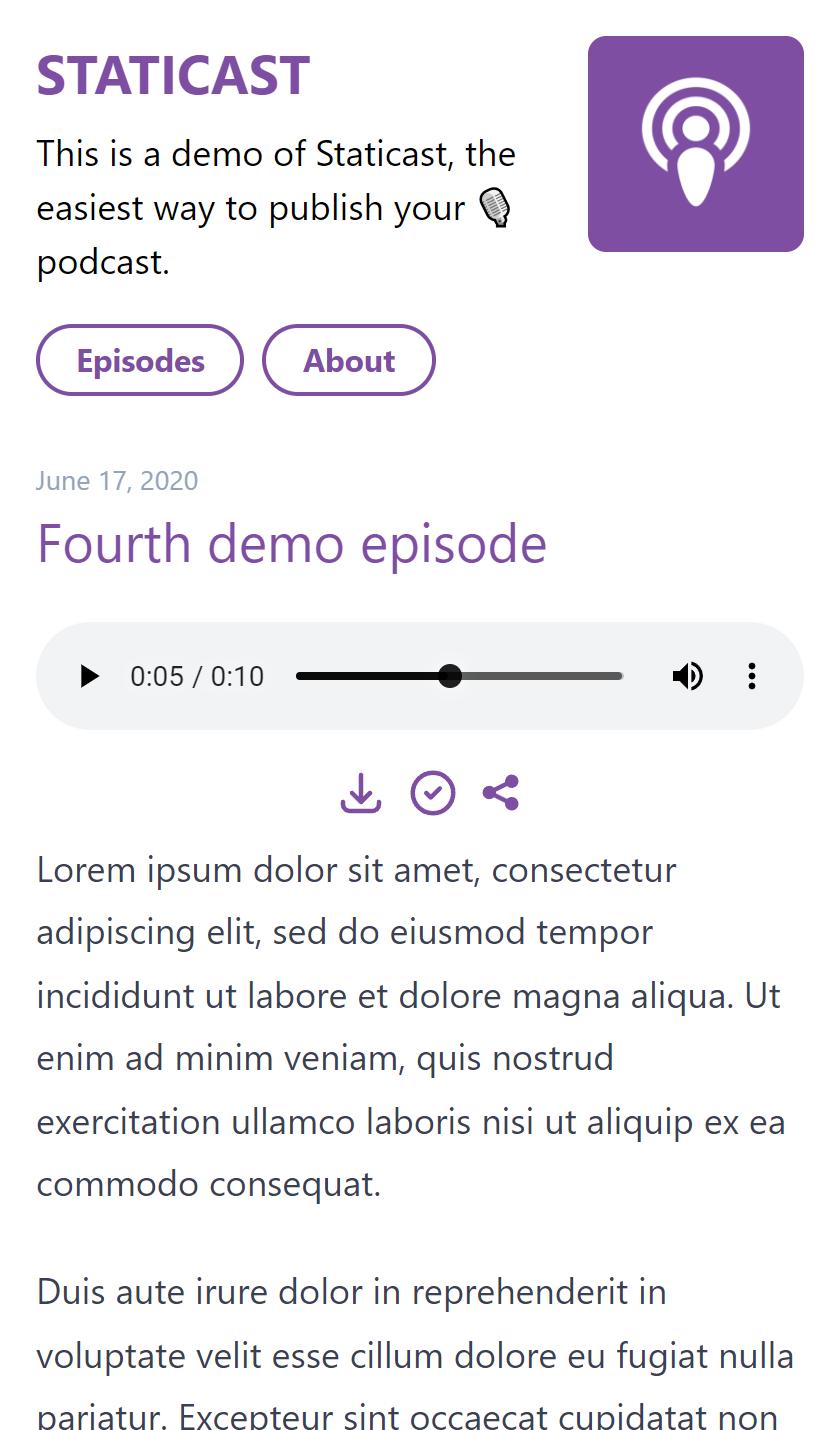 STATICAST
This is a demo of Staticast, the
easiest way to publish your 🎙
podcast.
Episodes About
June 17, 2020
Fourth demo episode
0:05 / 0:10
Lorem ipsum dolor sit amet, consectetur
adipiscing elit, sed do eiusmod tempor
incididunt ut labore et dolore magna aliqua. Ut
enim ad minim veniam, quis nostrud
exercitation ullamco laboris nisi ut aliquip ex ea
commodo consequat.
Duis aute irure dolor in reprehenderit in
voluptate velit esse cillum dolore eu fugiat nulla
pariatur. Excepteur sint occaecat cupidatat non